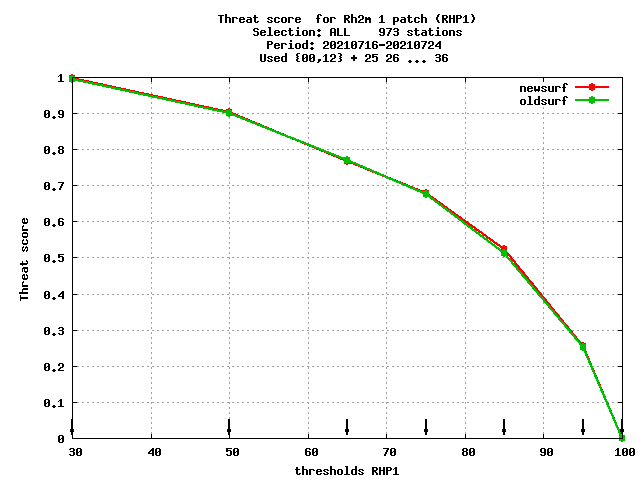 Threat score  for Rh2m 1 patch (RHP1)
Selection: ALL    973 stations
Period: 20210716-20210724
Used {00,12} + 25 26 ... 36
newsurf
oldsurf
1
0.9
0.8
0.7
0.6
0.5
0.4
0.3
0.2
0.1
0
Threat score
30 40 50 60 70 80 90 100
thresholds RHP1